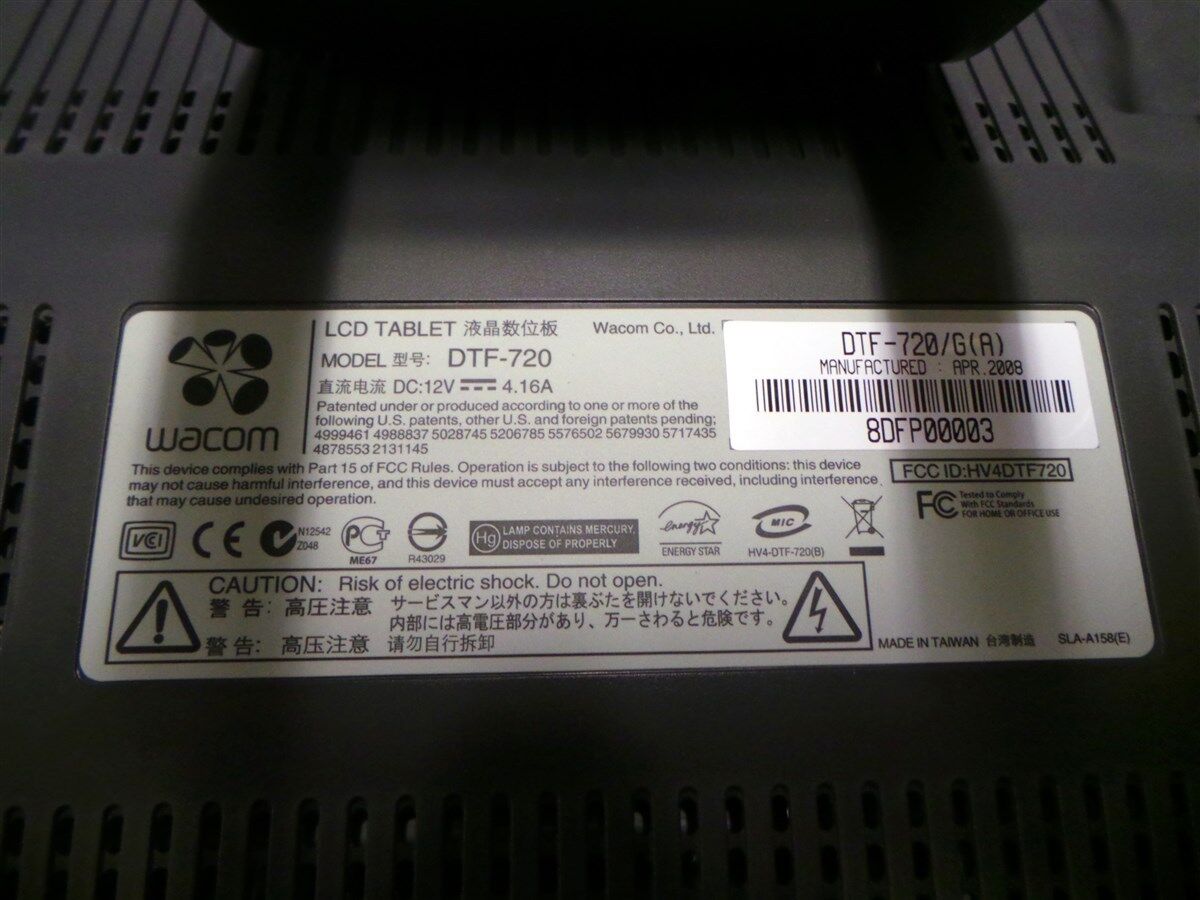 wacom
LCD TABLET 液晶数位板
Wacom Co., Ltd.
MODEL 型号: DTF-720
直流电流 DC:12V 4.16A
Patented under or produced according to one or more of the
following U.S. patents, other U.S. and foreign patents pending;
4999461 4988837 5028745 5206785 5576502 5679930 5717435
4878553 2131145
DTF-720/G(A)
MANUFACTURED : APR.2008
8DFP00003
This device complies with Part 15 of FCC Rules. Operation is subject to the following two conditions: this device
may not cause harmful interference, and this device must accept any interference received, including interference
that may cause undesired operation.
FCC ID:HV4DTF720
FC Tested to Comply
With FCC Standards
FOR HOME OR OFFICE USE
VCI
CE
N12542
Z048
ME67
R43029
Hg LAMP CONTAINS MERCURY,
DISPOSE OF PROPERLY
energy
ENERGY STAR
MIC
HV4-DTF-720(B)
CAUTION: Risk of electric shock. Do not open.
警告: 高圧注意 サービスマン以外の方は裏ぶたを開けないでください。
内部には高電圧部分があり、万一さわると危険です。
警告: 高压注意 请勿自行拆卸
MADE IN TAIWAN 台湾制造 SLA-A158(E)